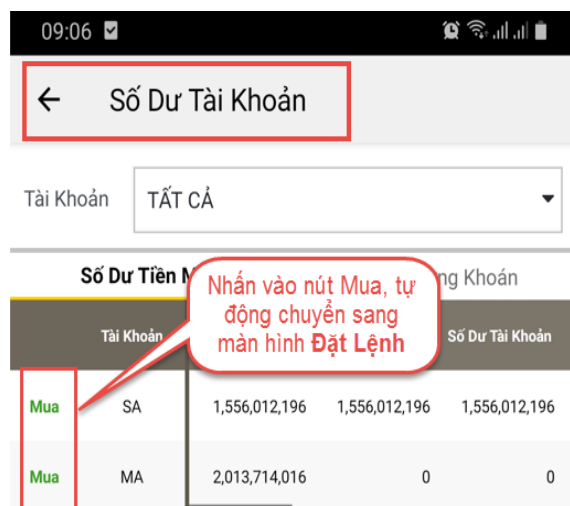 09:06
Số Dư Tài Khoản
Tài Khoản TẤT CẢ
Số Dư Tiền
Khoán
Nhấn vào nút Mua, tự
động chuyển sang
màn hình Đặt Lệnh
Tài Khoản Số Dư Tài Khoản
Mua SA 1,556,012,196 1,556,012,196 1,556,012,196
Mua MA 2,013,714,016 0 0